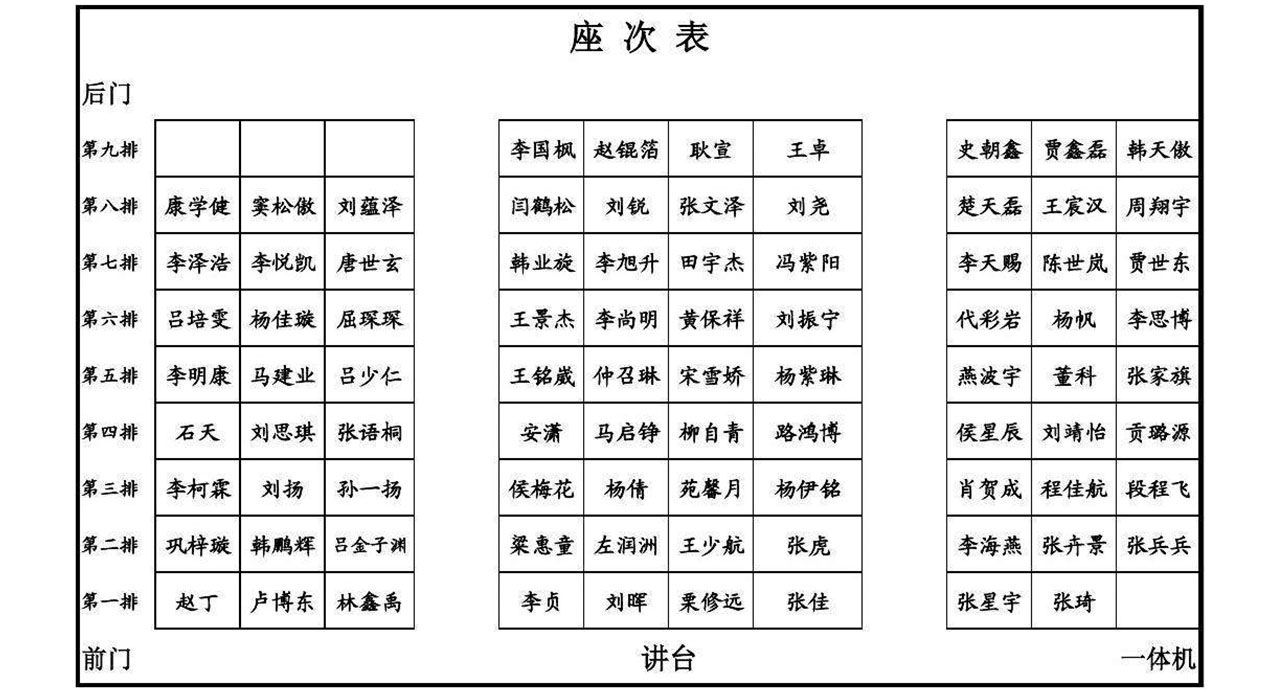 座次表
后门
第九排 李国枫 赵锟箔 耿宣 王卓 史朝鑫 贾鑫磊 韩天傲
第八排 康学健 窦松傲 刘蕴泽 闫鹤松 刘锐 张文泽 刘尧 楚天磊 王宸汉 周翔宇
第七排 李泽浩 李悦凯 唐世玄 韩业旋 李旭升 田宇杰 冯紫阳 李天赐 陈世岚 贾世东
第六排 吕培雯 杨佳璇 屈琛琛 王景杰 李尚明 黄保祥 刘振宁 代彩岩 杨帆 李思博
第五排 李明康 马建业 吕少仁 王铭崴 仲召琳 宋雪娇 杨紫琳 燕波宇 董科 张家旗
第四排 石天 刘思琪 张语桐 安潇 马启铮 柳自青 路鸿博 侯星辰 刘靖怡 贡璐源
第三排 李柯霖 刘扬 孙一扬 侯梅花 杨倩 苑馨月 杨伊铭 肖贺成 程佳航 段程飞
第二排 巩梓璇 韩鹏辉 吕金子渊 梁惠童 左润洲 王少航 张虎 李海燕 张卉景 张兵兵
第一排 赵丁 卢博东 林鑫禹 李贞 刘晖 栗修远 张佳 张星宇 张琦
前门 讲台 一体机